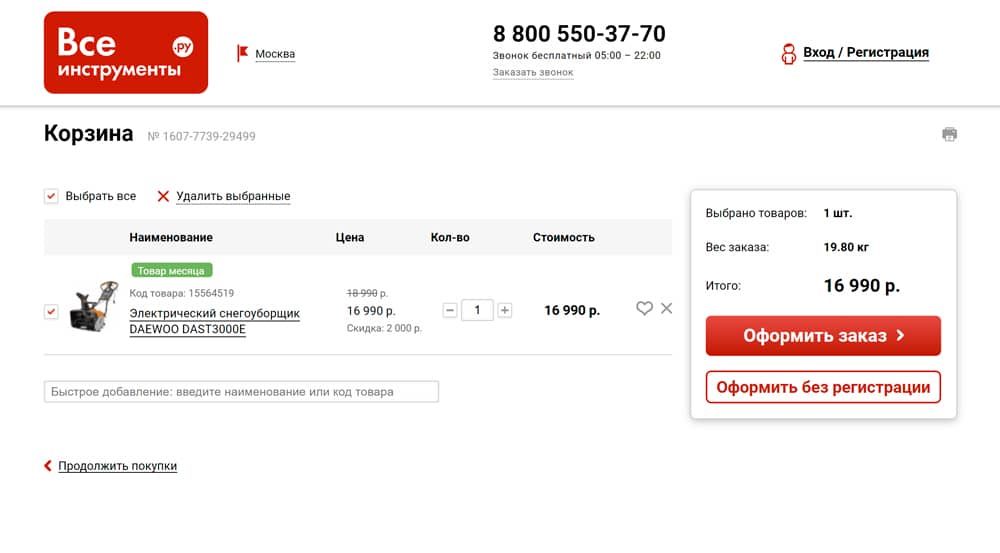 Все
.РУ
инструменты
Москва
8 800 550-37-70
Звонок бесплатный 05:00 – 22:00
Заказать звонок
Вход / Регистрация
Корзина № 1607-7739-29499
Выбрать все Удалить выбранные
Наименование Цена Кол-во Стоимость
Товар месяца
Код товара: 15564519
Электрический снегоуборщик
DAEWOO DAST3000E
18 990 р.
16 990 р.
Скидка: 2 000 р.
1
16 990 р.
Быстрое добавление: введите наименование или код товара
Продолжить покупки
Выбрано товаров: 1 шт.
Вес заказа: 19.80 кг
Итого: 16 990 р.
Оформить заказ
Оформить без регистрации